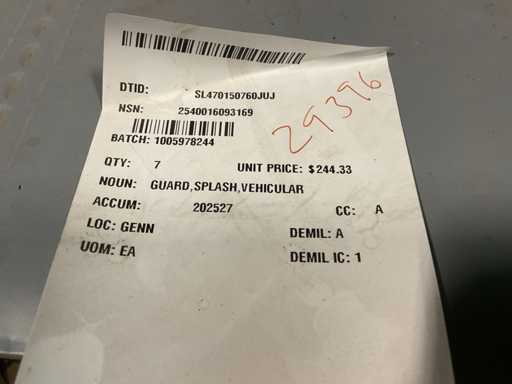 DTID: SL470150760JUJ
NSN: 2540016093169
29396
BATCH: 1005978244
QTY: 7 UNIT PRICE: $244.33
NOUN: GUARD,SPLASH,VEHICULAR
ACCUM: 202527 CC: A
LOC: GENN DEMIL: A
UOM: EA DEMIL IC: 1